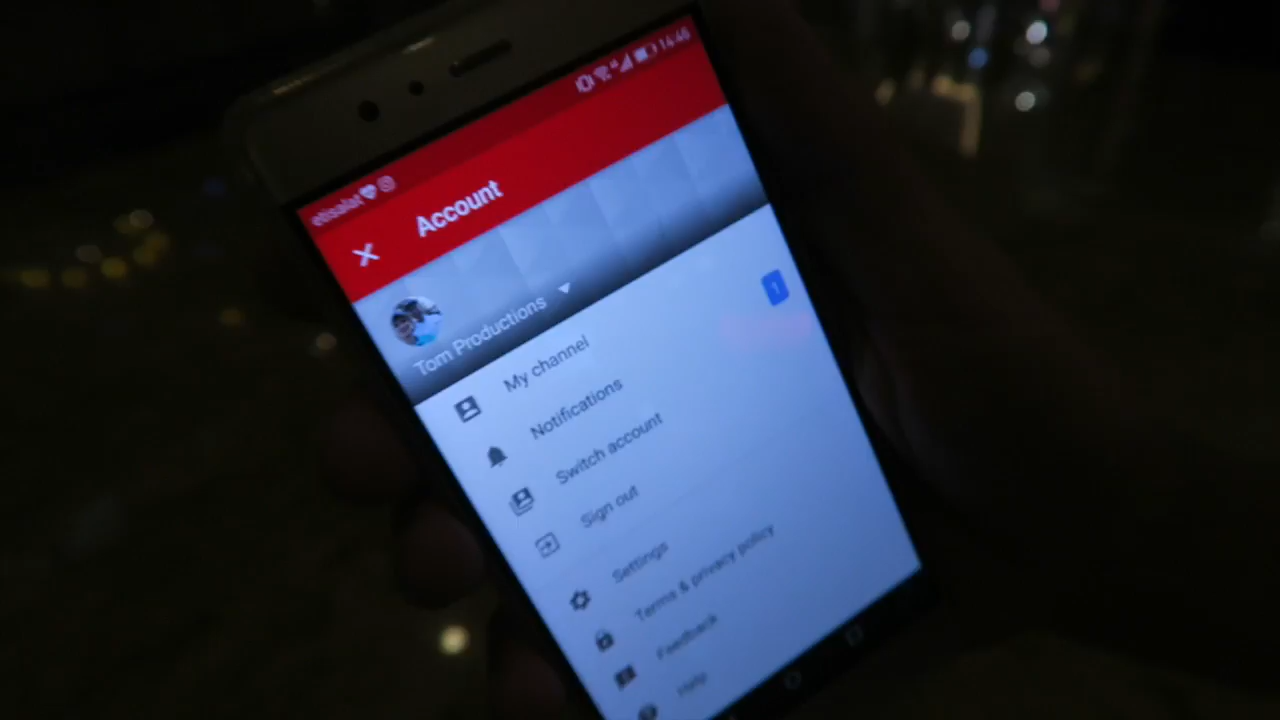 etisalat 14:46
Account
Tom Productions
My channel
Notifications 1
Switch account
Sign out
Settings
Terms & privacy policy
Feedback
Help